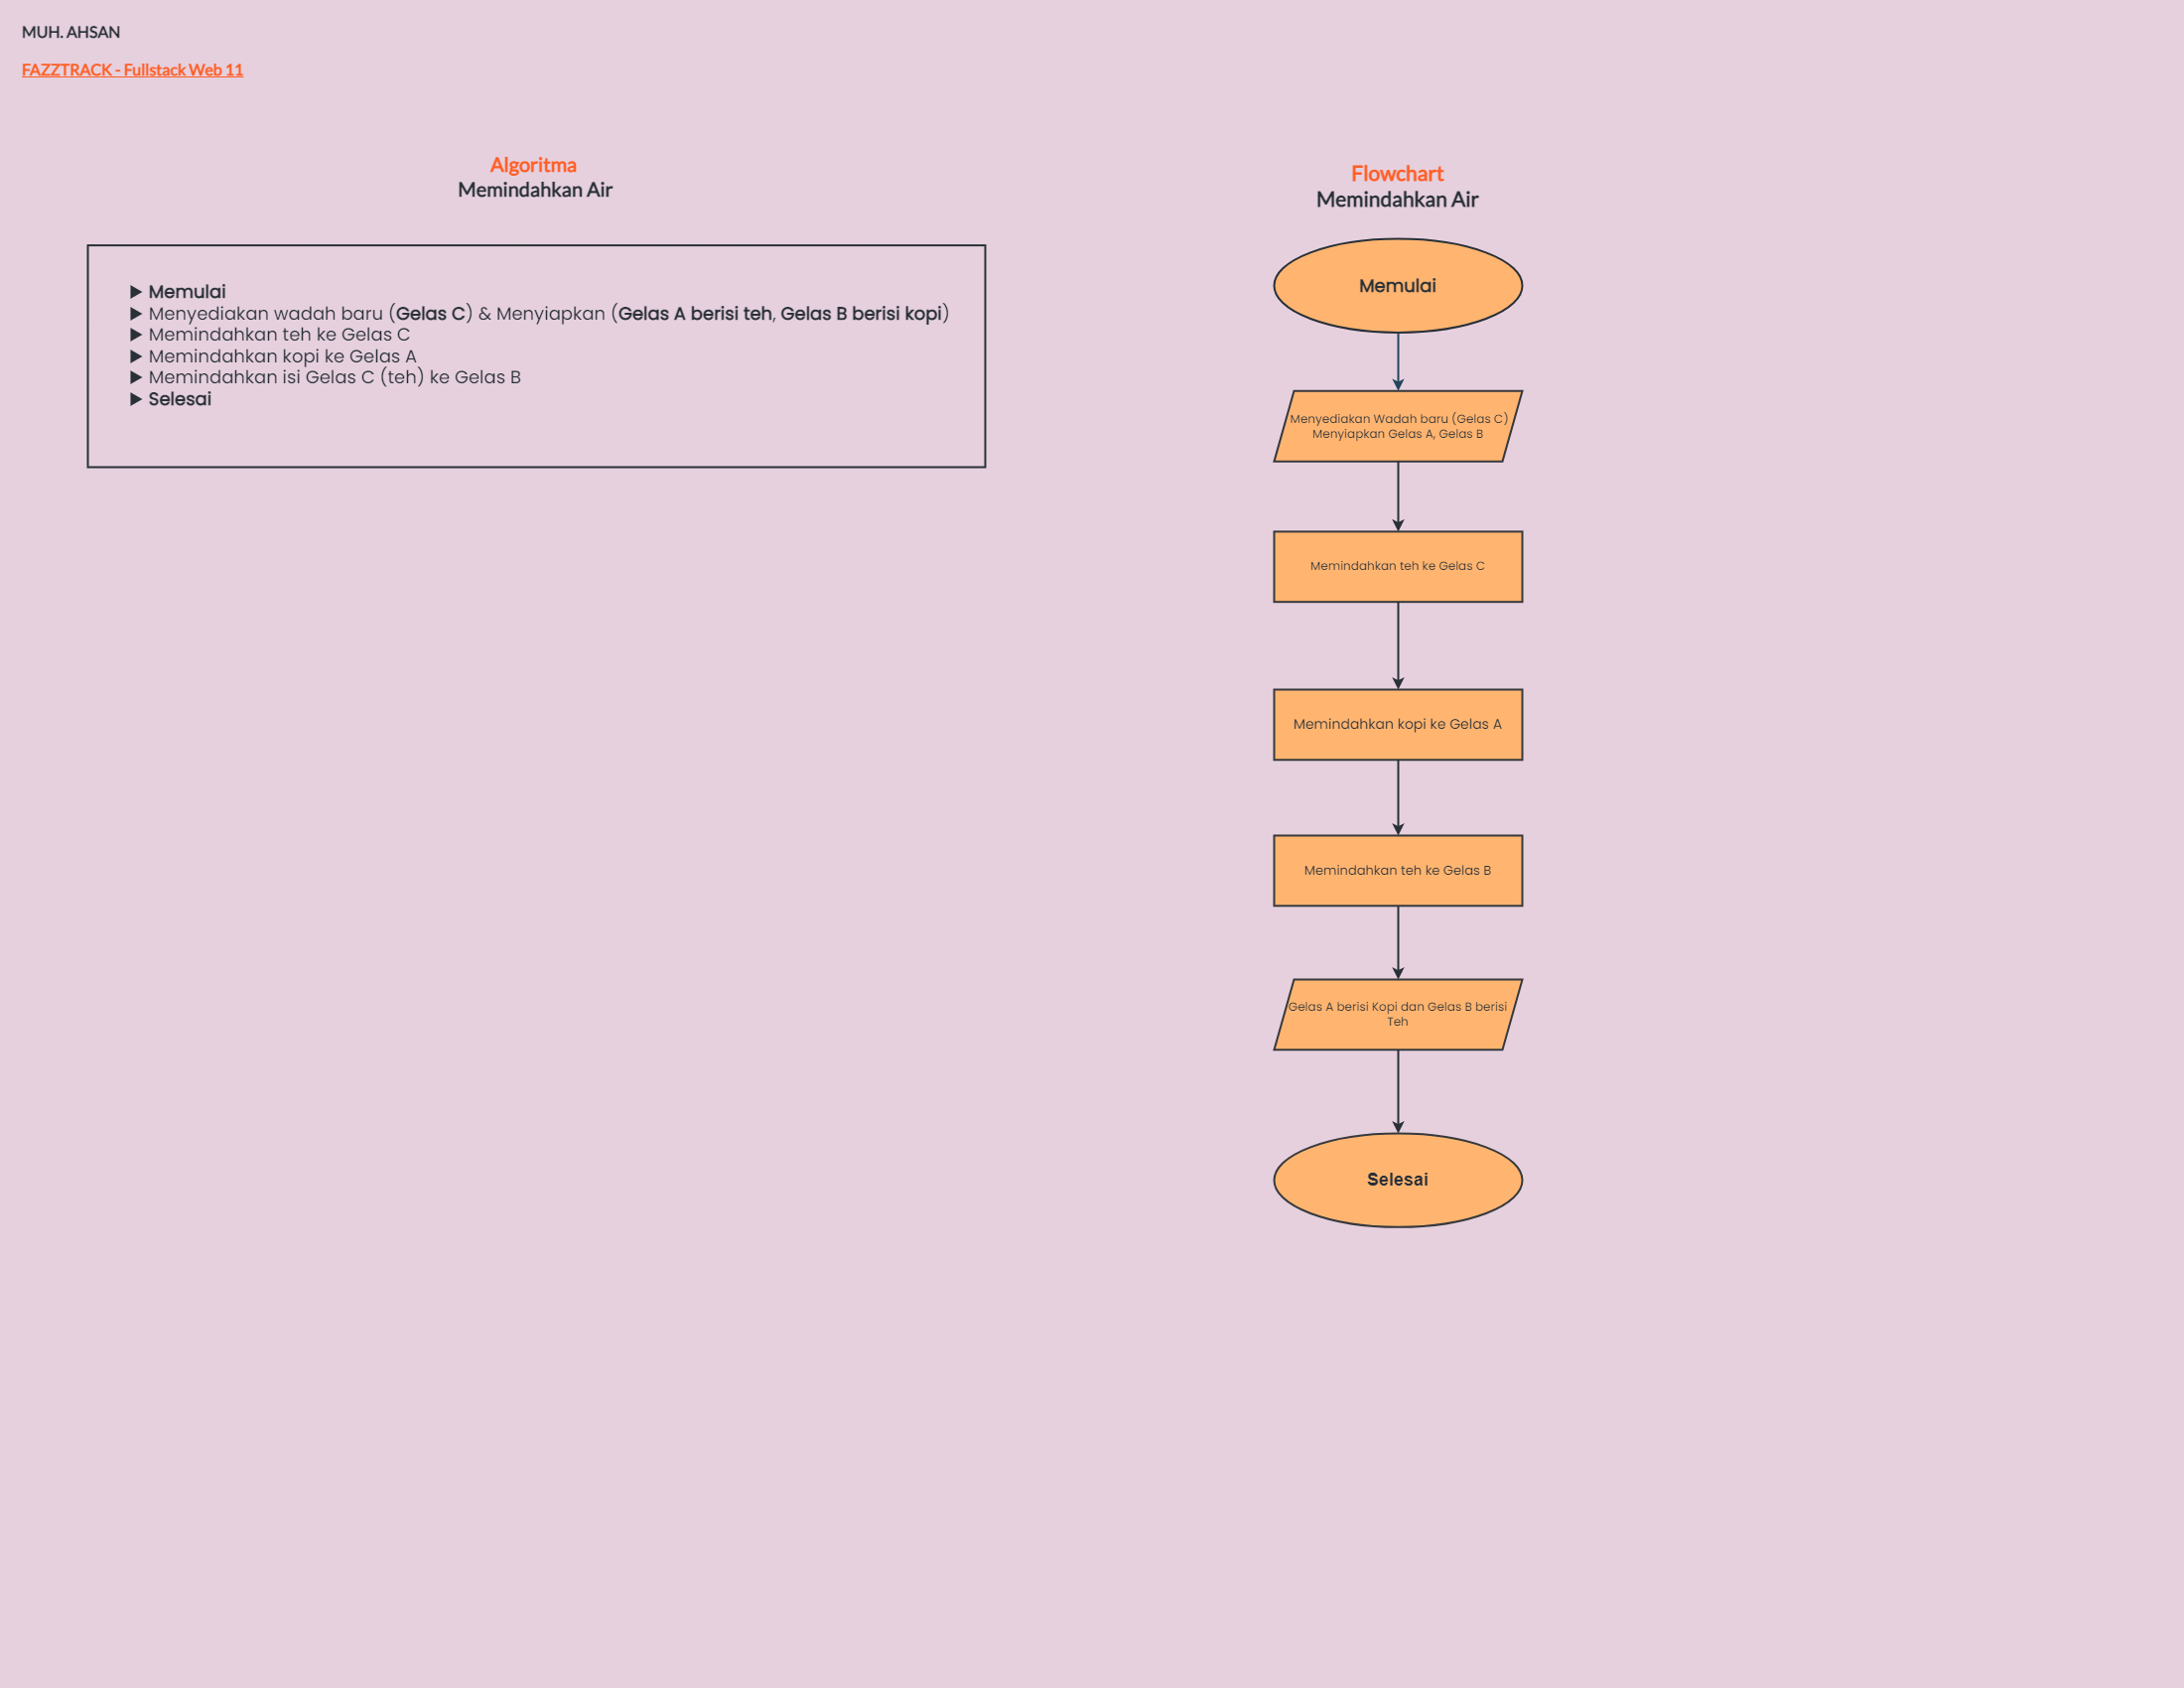 MUH. AHSAN
FAZZTRACK - Fullstack Web 11
Algoritma
Memindahkan Air
▶ Memulai
▶ Menyediakan wadah baru (Gelas C) & Menyiapkan (Gelas A berisi teh, Gelas B berisi kopi)
▶ Memindahkan teh ke Gelas C
▶ Memindahkan kopi ke Gelas A
▶ Memindahkan isi Gelas C (teh) ke Gelas B
▶ Selesai
Flowchart
Memindahkan Air
Memulai
Menyediakan Wadah baru (Gelas C)
Menyiapkan Gelas A, Gelas B
Memindahkan teh ke Gelas C
Memindahkan kopi ke Gelas A
Memindahkan teh ke Gelas B
Gelas A berisi Kopi dan Gelas B berisi
Teh
Selesai